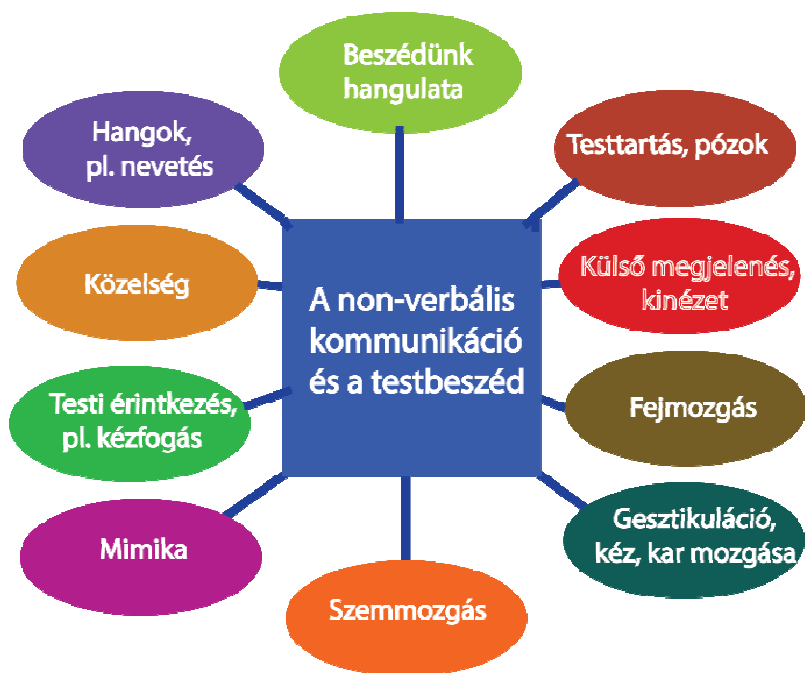 Beszédünk
hangulata
Hangok,
pl. nevetés
Testtartás, pózok
Közelség
Külső megjelenés,
kinézet
A non-verbális
kommunikáció
és a testbeszéd
Testi érintkezés,
pl. kézfogás
Fejmozgás
Mimika
Gesztikuláció,
kéz, kar mozgása
Szemmozgás